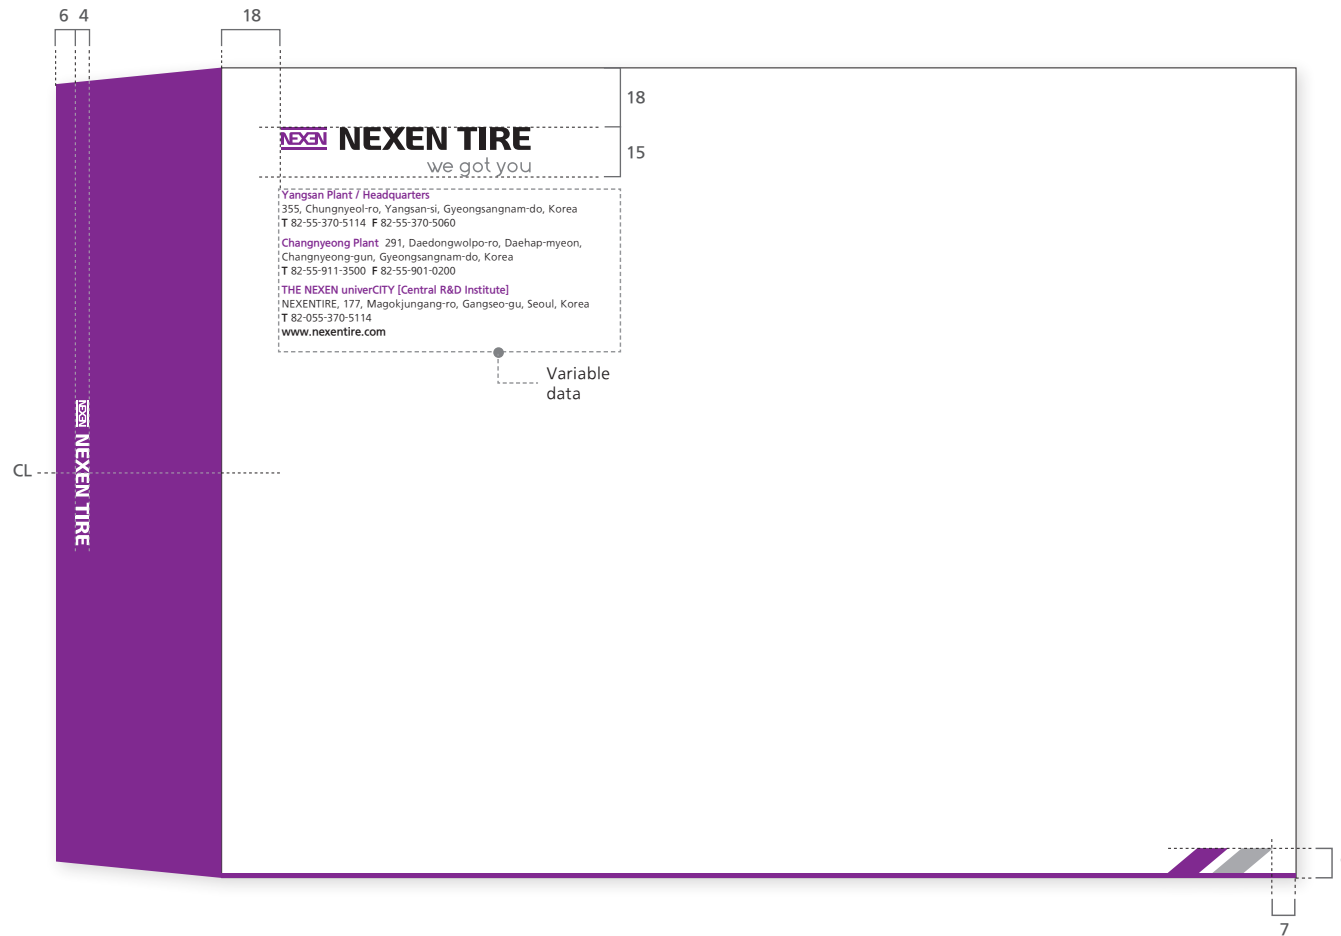 6 4 18
18
NEXEN NEXEN TIRE
15
we got you
Yangsan Plant / Headquarters
355, Chungnyeol-ro, Yangsan-si, Gyeongsangnam-do, Korea
T 82-55-370-5114 F 82-55-370-5060
Changnyeong Plant 291, Daedongwolpo-ro, Daehap-myeon,
Changnyeong-gun, Gyeongsangnam-do, Korea
T 82-55-911-3500 F 82-55-901-0200
THE NEXEN univerCITY [Central R&D Institute]
NEXENTIRE, 177, Magokjungang-ro, Gangseo-gu, Seoul, Korea
T 82-055-370-5114
www.nexentire.com
Variable
data
NEXEN NEXEN TIRE
CL
7